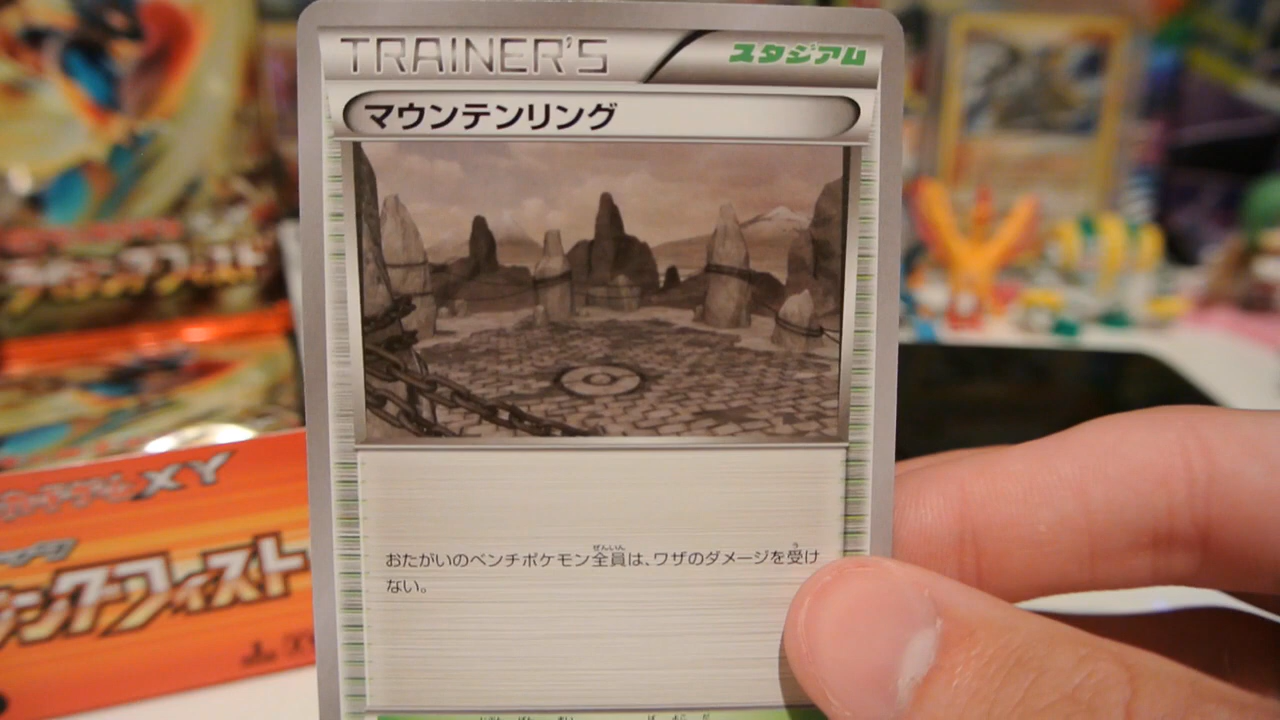 TRAINER'S
スタジアム
マウンテンリング
おたがいのベンチポケモン全員は、ワザのダメージを受け
ない。
XY